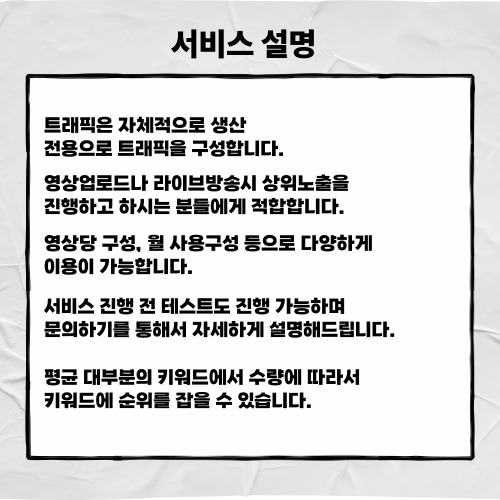 서비스 설명
트래픽은 자체적으로 생산
전용으로 트래픽을 구성합니다.
영상업로드나 라이브방송시 상위노출을
진행하고 하시는 분들에게 적합합니다.
영상당 구성, 월 사용구성 등으로 다양하게
이용이 가능합니다.
서비스 진행 전 테스트도 진행 가능하며
문의하기를 통해서 자세하게 설명해드립니다.
평균 대부분의 키워드에서 수량에 따라서
키워드에 순위를 잡을 수 있습니다.